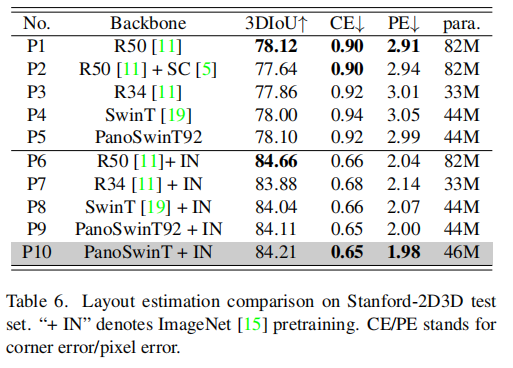 No. Backbone 3DIoU↑ CE↓ PE↓ para.
P1 R50 [11] 78.12 0.90 2.91 82M
P2 R50 [11] + SC [5] 77.64 0.90 2.94 82M
P3 R34 [11] 77.86 0.92 3.01 33M
P4 SwinT [19] 78.00 0.94 3.05 44M
P5 PanoSwinT92 78.10 0.92 2.99 44M
P6 R50 [11]+ IN 84.66 0.66 2.04 82M
P7 R34 [11] + IN 83.88 0.68 2.14 33M
P8 SwinT [19] + IN 84.04 0.66 2.07 44M
P9 PanoSwinT92 + IN 84.11 0.65 2.00 44M
P10 PanoSwinT + IN 84.21 0.65 1.98 46M
Table 6. Layout estimation comparison on Stanford-2D3D test
set. “+ IN” denotes ImageNet [15] pretraining. CE/PE stands for
corner error/pixel error.